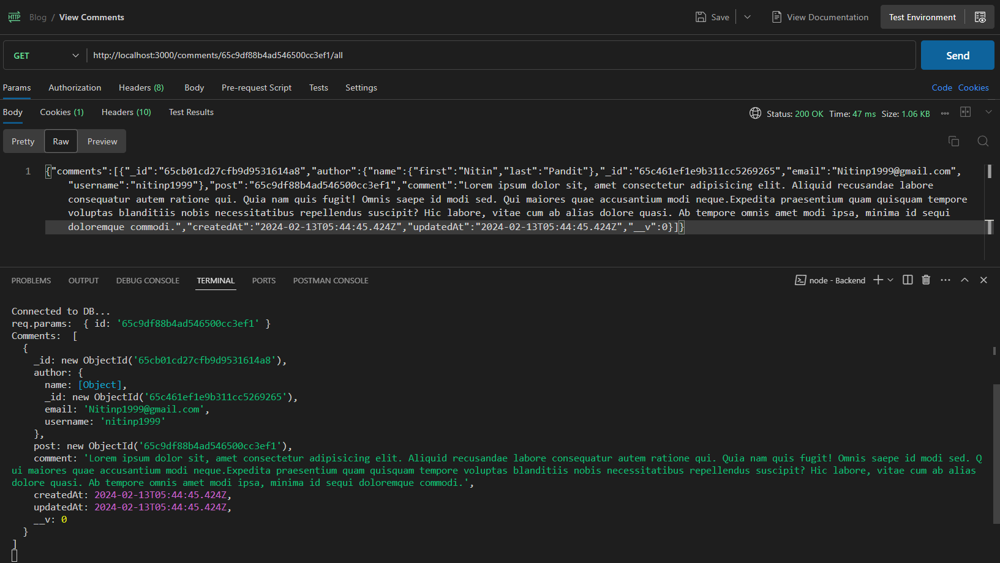 HTTP Blog / View Comments Save View Documentation Test Environment
GET http://localhost:3000/comments/65c9df88b4ad546500cc3ef1/all Send
Params Authorization Headers (8) Body Pre-request Script Tests Settings Code Cookies
Body Cookies (1) Headers (10) Test Results Status: 200 OK Time: 47 ms Size: 1.06 KB
Pretty Raw Preview
1 {"comments":[{"_id":"65cb01cd27cfb9d9531614a8","author":{"name":{"first":"Nitin","last":"Pandit"},"_id":"65c461ef1e9b311cc5269265","email":"Nitinp1999@gmail.com",
"username":"nitinp1999"},"post":"65c9df88b4ad546500cc3ef1","comment":"Lorem ipsum dolor sit, amet consectetur adipisicing elit. Aliquid recusandae labore
consequatur autem ratione qui. Quia nam quis fugit! Omnis saepe id modi sed. Qui maiores quae accusantium modi neque.Expedita praesentium quam quisquam tempore
voluptas blanditiis nobis necessitatibus repellendus suscipit? Hic labore, vitae cum ab alias dolore quasi. Ab tempore omnis amet modi ipsa, minima id sequi
doloremque commodi.","createdAt":"2024-02-13T05:44:45.424Z","updatedAt":"2024-02-13T05:44:45.424Z","__v":0}]}
PROBLEMS OUTPUT DEBUG CONSOLE TERMINAL PORTS POSTMAN CONSOLE node - Backend
Connected to DB...
req.params:  { id: '65c9df88b4ad546500cc3ef1' }
Comments:  [
{
_id: new ObjectId('65cb01cd27cfb9d9531614a8'),
author: {
name: [Object],
_id: new ObjectId('65c461ef1e9b311cc5269265'),
email: 'Nitinp1999@gmail.com',
username: 'nitinp1999'
},
post: new ObjectId('65c9df88b4ad546500cc3ef1'),
comment: 'Lorem ipsum dolor sit, amet consectetur adipisicing elit. Aliquid recusandae labore consequatur autem ratione qui. Quia nam quis fugit! Omnis saepe id modi sed. Q
ui maiores quae accusantium modi neque.Expedita praesentium quam quisquam tempore voluptas blanditiis nobis necessitatibus repellendus suscipit? Hic labore, vitae cum ab alias
dolore quasi. Ab tempore omnis amet modi ipsa, minima id sequi doloremque commodi.',
createdAt: 2024-02-13T05:44:45.424Z,
updatedAt: 2024-02-13T05:44:45.424Z,
__v: 0
}
]